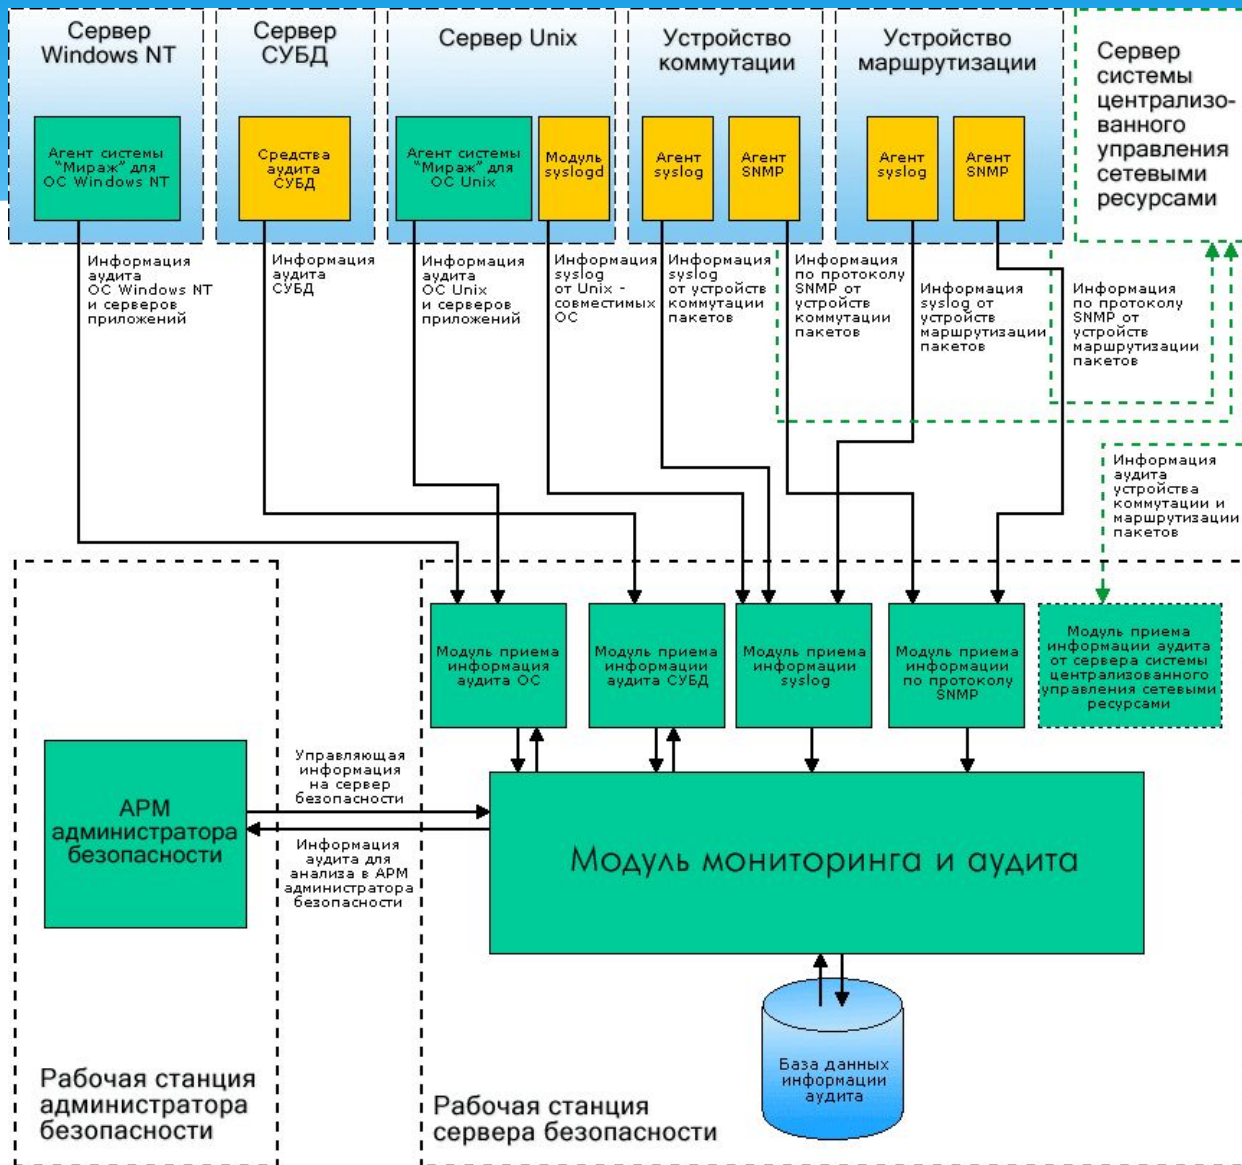 Сервер
Windows NT
Сервер
СУБД
Сервер Unix
Устройство
коммутации
Устройство
маршрутизации
Сервер
системы
централизо-
ванного
управления
сетевыми
ресурсами
Агент системы
"Мираж" для
ОС Windows NT
Средства
аудита
СУБД
Агент системы
"Мираж" для
ОС Unix
Модуль
syslogd
Агент
syslog
Агент
SNMP
Агент
syslog
Агент
SNMP
Информация
аудита
ОС Windows NT
и серверов
приложений
Информация
аудита
СУБД
Информация
аудита
ОС Unix
и серверов
приложений
Информация
syslog
от Unix -
совместимых
ОС
Информация
syslog
от устройств
коммутации
пакетов
Информация
по протоколу
SNMP от
устройств
коммутации
пакетов
Информация
syslog от
устройств
маршрутизации
пакетов
Информация
по протоколу
SNMP от
устройств
маршрутизации
пакетов
Информация
аудита
устройства
коммутации и
маршрутизации
пакетов
Модуль приема
информация
аудита ОС
Модуль приема
информации
аудита СУБД
Модуль приема
информации
syslog
Модуль приема
информации
по протоколу
SNMP
Модуль приема
информации аудита
от сервера системы
централизованного
управления сетевыми
ресурсами
АРМ
администратора
безопасности
Управляющая
информация
на сервер
безопасности
Информация
аудита для
анализа в АРМ
администратора
безопасности
Модуль мониторинга и аудита
База данных
информации
аудита
Рабочая станция
администратора
безопасности
Рабочая станция
сервера безопасности